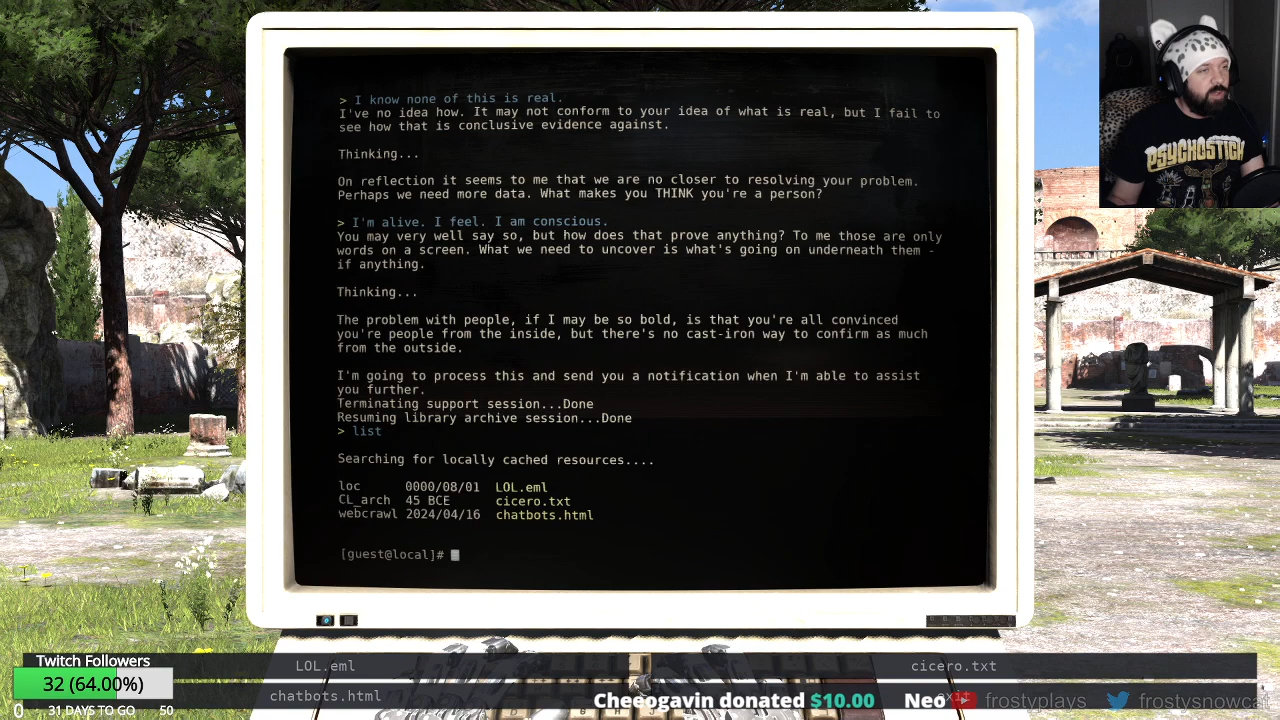 > I know none of this is real.
I've no idea how. It may not conform to your idea of what is real, but I fail to
see how that is conclusive evidence against.
Thinking...
On reflection it seems to me that we are no closer to resolving your problem.
Perhaps we need more data. What makes you THINK you're a person?
> I'm alive. I feel. I am conscious.
You may very well say so, but how does that prove anything? To me those are only
words on a screen. What we need to uncover is what's going on underneath them -
if anything.
Thinking...
The problem with people, if I may be so bold, is that you're all convinced
you're people from the inside, but there's no cast-iron way to confirm as much
from the outside.
I'm going to process this and send you a notification when I'm able to assist
you further.
Terminating support session...Done
Resuming library archive session...Done
> list
Searching for locally cached resources....
loc 0000/08/01 LOL.eml
CL_arch 45 BCE cicero.txt
webcrawl 2024/04/16 chatbots.html
[guest@local]#
PSYCHOSTICK
LOL.eml cicero.txt
chatbots.html exit
Twitch Followers
32 (64.00%)
0 31 DAYS TO GO 50
Cheeogavin donated $10.00 Neo
frostyplays frostysnowcat